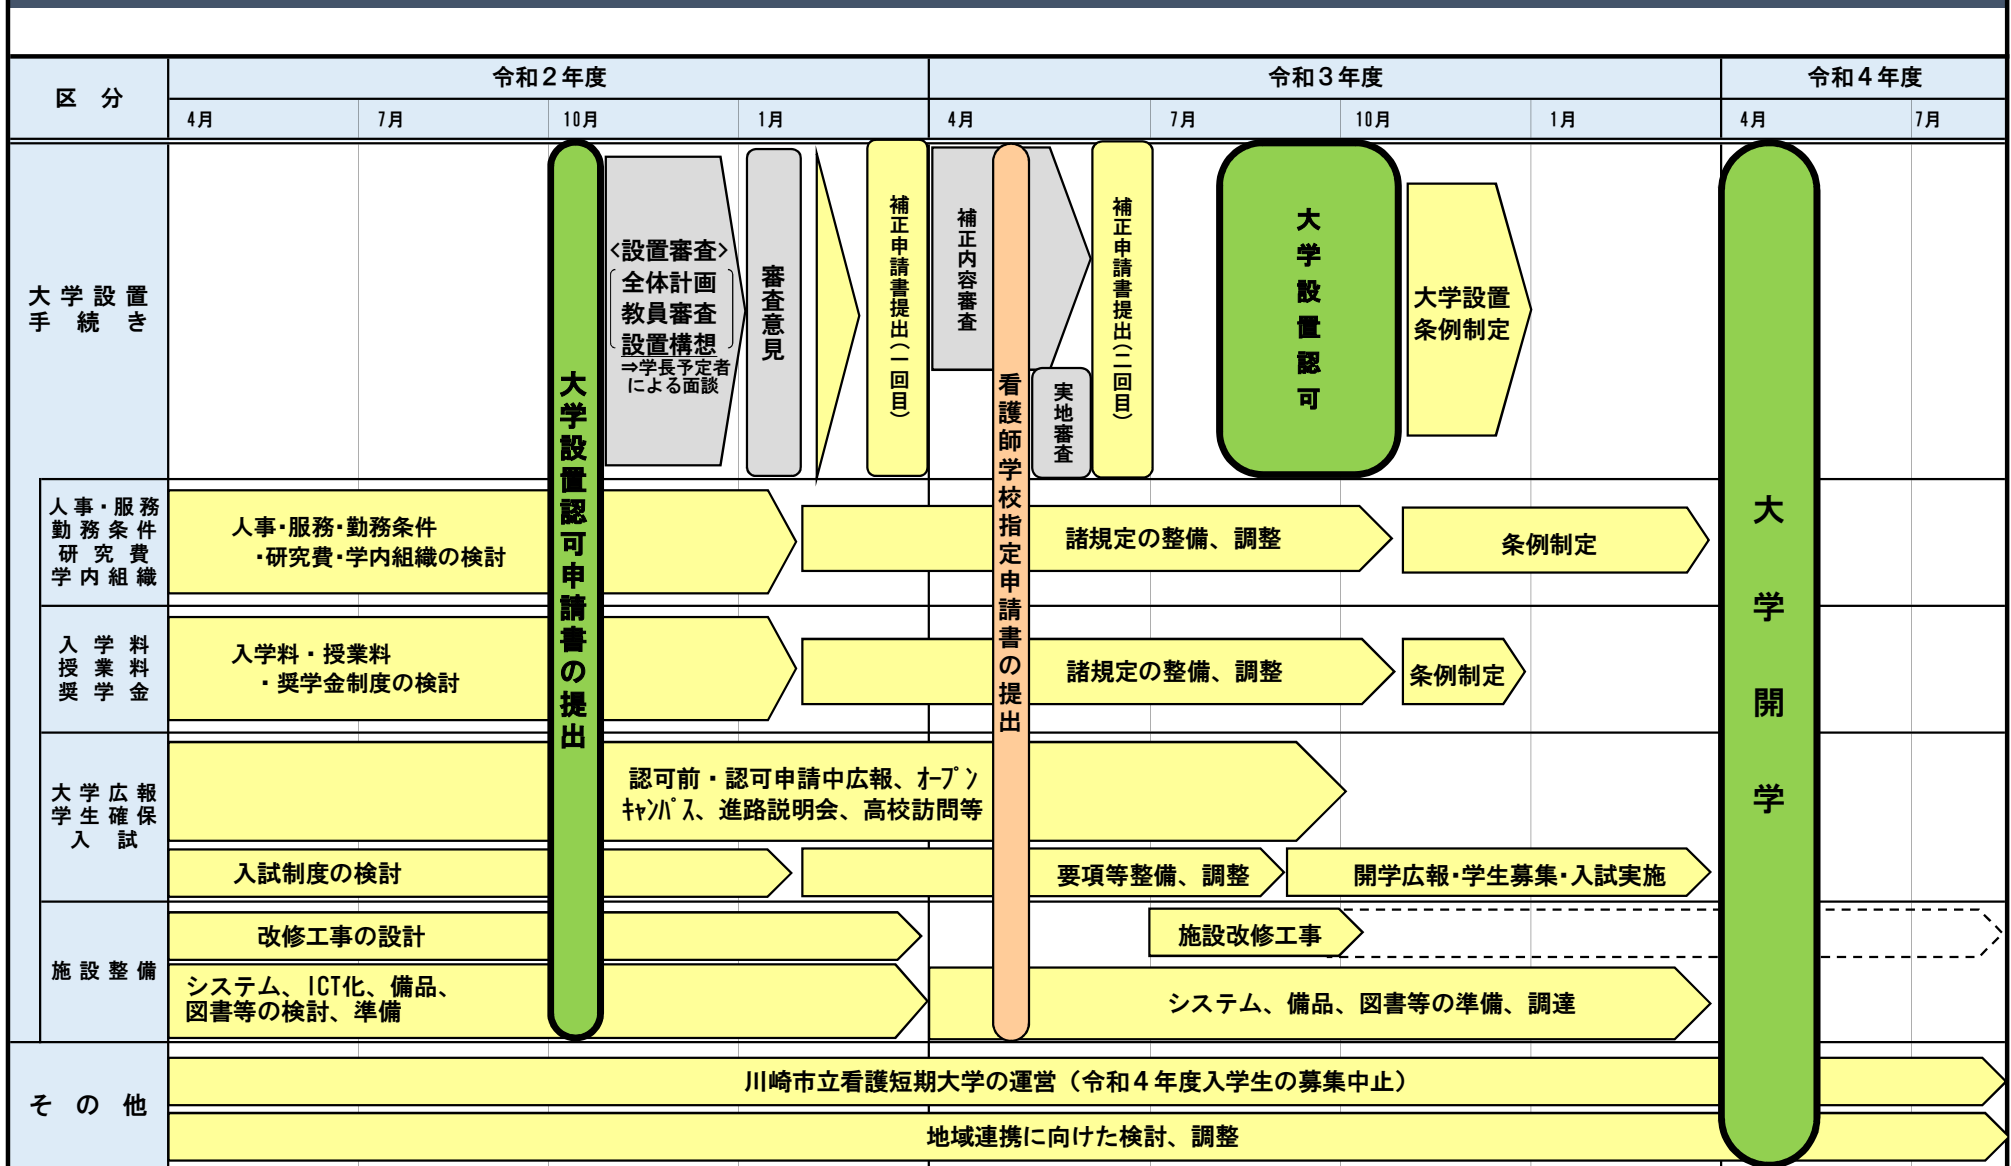 区　分
令和２年度
令和３年度
令和４年度
4月
7月
10月
1月
4月
7月
10月
1月
4月
7月
大学設置
手続き
大学設置認可申請書の提出
<設置審査>
全体計画
教員審査
設置構想
⇒学長予定者
による面談
審査意見
補正申請書提出(一回目)
補正内容審査
看護師学校指定申請書の提出
実地審査
補正申請書提出(二回目)
大学設置認可
大学設置
条例制定
大学開学
人事・服務
勤務条件
研究費
学内組織
人事・服務・勤務条件
・研究費・学内組織の検討
諸規定の整備、調整
条例制定
入学料
授業料
奨学金
入学料・授業料
・奨学金制度の検討
諸規定の整備、調整
条例制定
大学広報
学生確保
入試
認可前・認可申請中広報、ｵｰﾌﾟﾝ
ｷｬﾝﾊﾟｽ、進路説明会、高校訪問等
入試制度の検討
要項等整備、調整
開学広報・学生募集・入試実施
施設整備
改修工事の設計
施設改修工事
システム、ICT化、備品、
図書等の検討、準備
システム、備品、図書等の準備、調達
その他
川崎市立看護短期大学の運営（令和４年度入学生の募集中止）
地域連携に向けた検討、調整